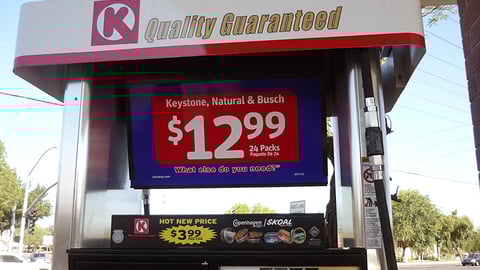 K Quality Guaranteed
Keystone, Natural & Busch
$12.99
24 Packs
Paquete De 24
What else do you need?™
K HOT NEW PRICE
$3.99
Copenhagen | SKOAL